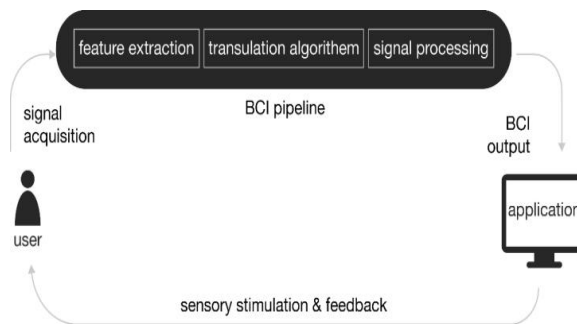 feature extraction
transulation algorithem
signal processing
BCI pipeline
signal
acquisition
BCI
output
user
application
sensory stimulation & feedback